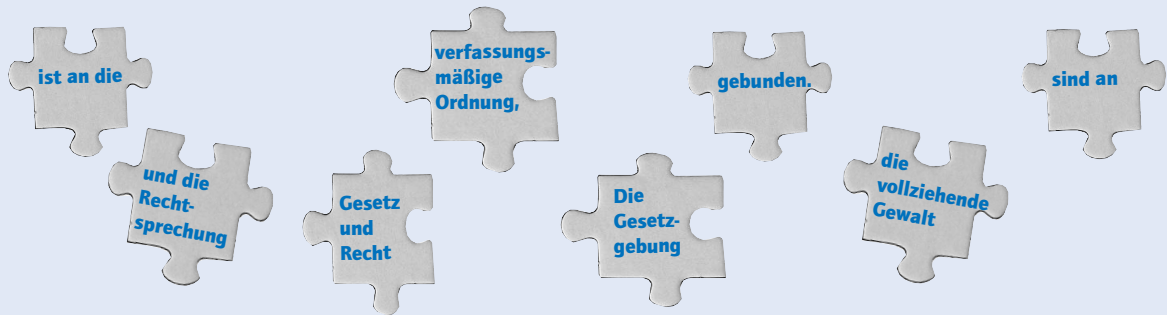 ist an die
verfassungs-
mäßige
Ordnung,
gebunden.
sind an
und die
Recht-
sprechung
Gesetz
und
Recht
Die
Gesetz-
gebung
die
vollziehende
Gewalt